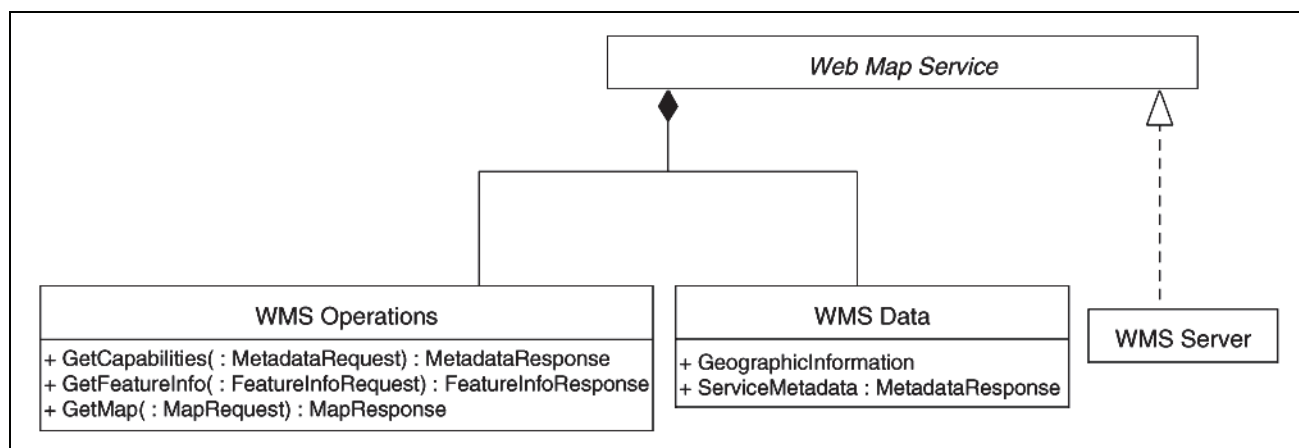 Web Map Service
WMS Operations
+ GetCapabilities( : MetadataRequest) : MetadataResponse
+ GetFeatureInfo( : FeatureInfoRequest) : FeatureInfoResponse
+ GetMap( : MapRequest) : MapResponse
WMS Data
+ GeographicInformation
+ ServiceMetadata : MetadataResponse
WMS Server